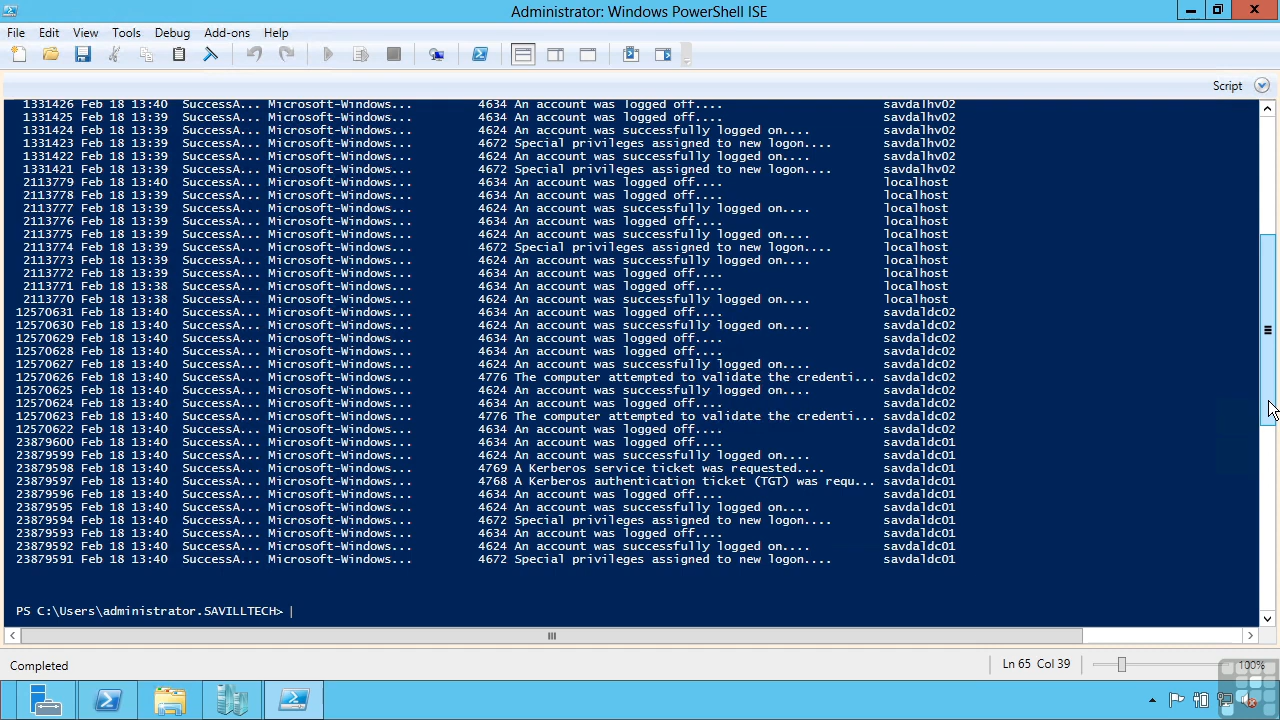 Administrator: Windows PowerShell ISE
File Edit View Tools Debug Add-ons Help
Script
1331426 Feb 18 13:40 SuccessA... Microsoft-Windows... 4634 An account was logged off.... savdalhv02
1331425 Feb 18 13:39 SuccessA... Microsoft-Windows... 4634 An account was logged off.... savdalhv02
1331424 Feb 18 13:39 SuccessA... Microsoft-Windows... 4624 An account was successfully logged on.... savdalhv02
1331423 Feb 18 13:39 SuccessA... Microsoft-Windows... 4672 Special privileges assigned to new logon.... savdalhv02
1331422 Feb 18 13:39 SuccessA... Microsoft-Windows... 4624 An account was successfully logged on.... savdalhv02
1331421 Feb 18 13:39 SuccessA... Microsoft-Windows... 4672 Special privileges assigned to new logon.... savdalhv02
2113779 Feb 18 13:40 SuccessA... Microsoft-Windows... 4634 An account was logged off.... localhost
2113778 Feb 18 13:39 SuccessA... Microsoft-Windows... 4634 An account was logged off.... localhost
2113777 Feb 18 13:39 SuccessA... Microsoft-Windows... 4624 An account was successfully logged on.... localhost
2113776 Feb 18 13:39 SuccessA... Microsoft-Windows... 4634 An account was logged off.... localhost
2113775 Feb 18 13:39 SuccessA... Microsoft-Windows... 4624 An account was successfully logged on.... localhost
2113774 Feb 18 13:39 SuccessA... Microsoft-Windows... 4672 Special privileges assigned to new logon.... localhost
2113773 Feb 18 13:39 SuccessA... Microsoft-Windows... 4624 An account was successfully logged on.... localhost
2113772 Feb 18 13:39 SuccessA... Microsoft-Windows... 4634 An account was logged off.... localhost
2113771 Feb 18 13:38 SuccessA... Microsoft-Windows... 4634 An account was logged off.... localhost
2113770 Feb 18 13:38 SuccessA... Microsoft-Windows... 4624 An account was successfully logged on.... localhost
12570631 Feb 18 13:40 SuccessA... Microsoft-Windows... 4634 An account was logged off.... savdaldc02
12570630 Feb 18 13:40 SuccessA... Microsoft-Windows... 4624 An account was successfully logged on.... savdaldc02
12570629 Feb 18 13:40 SuccessA... Microsoft-Windows... 4634 An account was logged off.... savdaldc02
12570628 Feb 18 13:40 SuccessA... Microsoft-Windows... 4634 An account was logged off.... savdaldc02
12570627 Feb 18 13:40 SuccessA... Microsoft-Windows... 4624 An account was successfully logged on.... savdaldc02
12570626 Feb 18 13:40 SuccessA... Microsoft-Windows... 4776 The computer attempted to validate the credenti... savdaldc02
12570625 Feb 18 13:40 SuccessA... Microsoft-Windows... 4624 An account was successfully logged on.... savdaldc02
12570624 Feb 18 13:40 SuccessA... Microsoft-Windows... 4634 An account was logged off.... savdaldc02
12570623 Feb 18 13:40 SuccessA... Microsoft-Windows... 4776 The computer attempted to validate the credenti... savdaldc02
12570622 Feb 18 13:40 SuccessA... Microsoft-Windows... 4634 An account was logged off.... savdaldc02
23879600 Feb 18 13:40 SuccessA... Microsoft-Windows... 4634 An account was logged off.... savdaldc01
23879599 Feb 18 13:40 SuccessA... Microsoft-Windows... 4624 An account was successfully logged on.... savdaldc01
23879598 Feb 18 13:40 SuccessA... Microsoft-Windows... 4769 A Kerberos service ticket was requested.... savdaldc01
23879597 Feb 18 13:40 SuccessA... Microsoft-Windows... 4768 A Kerberos authentication ticket (TGT) was requ... savdaldc01
23879596 Feb 18 13:40 SuccessA... Microsoft-Windows... 4634 An account was logged off.... savdaldc01
23879595 Feb 18 13:40 SuccessA... Microsoft-Windows... 4624 An account was successfully logged on.... savdaldc01
23879594 Feb 18 13:40 SuccessA... Microsoft-Windows... 4672 Special privileges assigned to new logon.... savdaldc01
23879593 Feb 18 13:40 SuccessA... Microsoft-Windows... 4634 An account was logged off.... savdaldc01
23879592 Feb 18 13:40 SuccessA... Microsoft-Windows... 4624 An account was successfully logged on.... savdaldc01
23879591 Feb 18 13:40 SuccessA... Microsoft-Windows... 4672 Special privileges assigned to new logon.... savdaldc01
PS C:\Users\administrator.SAVILLTECH>
Completed Ln 65 Col 39 100%